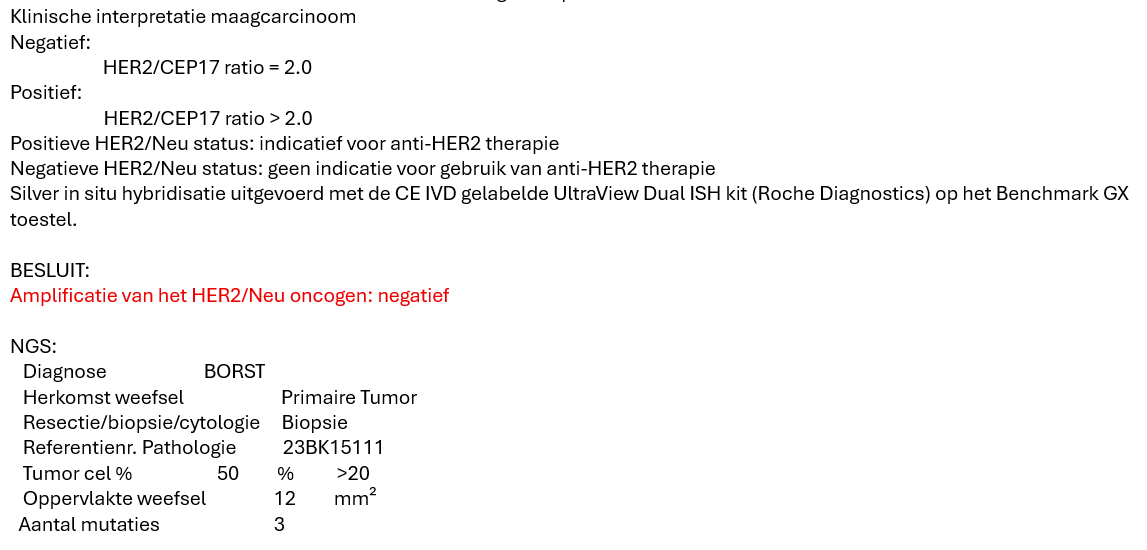 Klinische interpretatie maagcarcinoom
Negatief:
HER2/CEP17 ratio = 2.0
Positief:
HER2/CEP17 ratio > 2.0
Positieve HER2/Neu status: indicatief voor anti-HER2 therapie
Negatieve HER2/Neu status: geen indicatie voor gebruik van anti-HER2 therapie
Silver in situ hybridisatie uitgevoerd met de CE IVD gelabelde UltraView Dual ISH kit (Roche Diagnostics) op het Benchmark GX
toestel.
BESLUIT:
Amplificatie van het HER2/Neu oncogen: negatief
NGS:
Diagnose BORST
Herkomst weefsel Primaire Tumor
Resectie/biopsie/cytologie Biopsie
Referentienr. Pathologie 23BK15111
Tumor cel % 50 % >20
Oppervlakte weefsel 12 mm²
Aantal mutaties 3